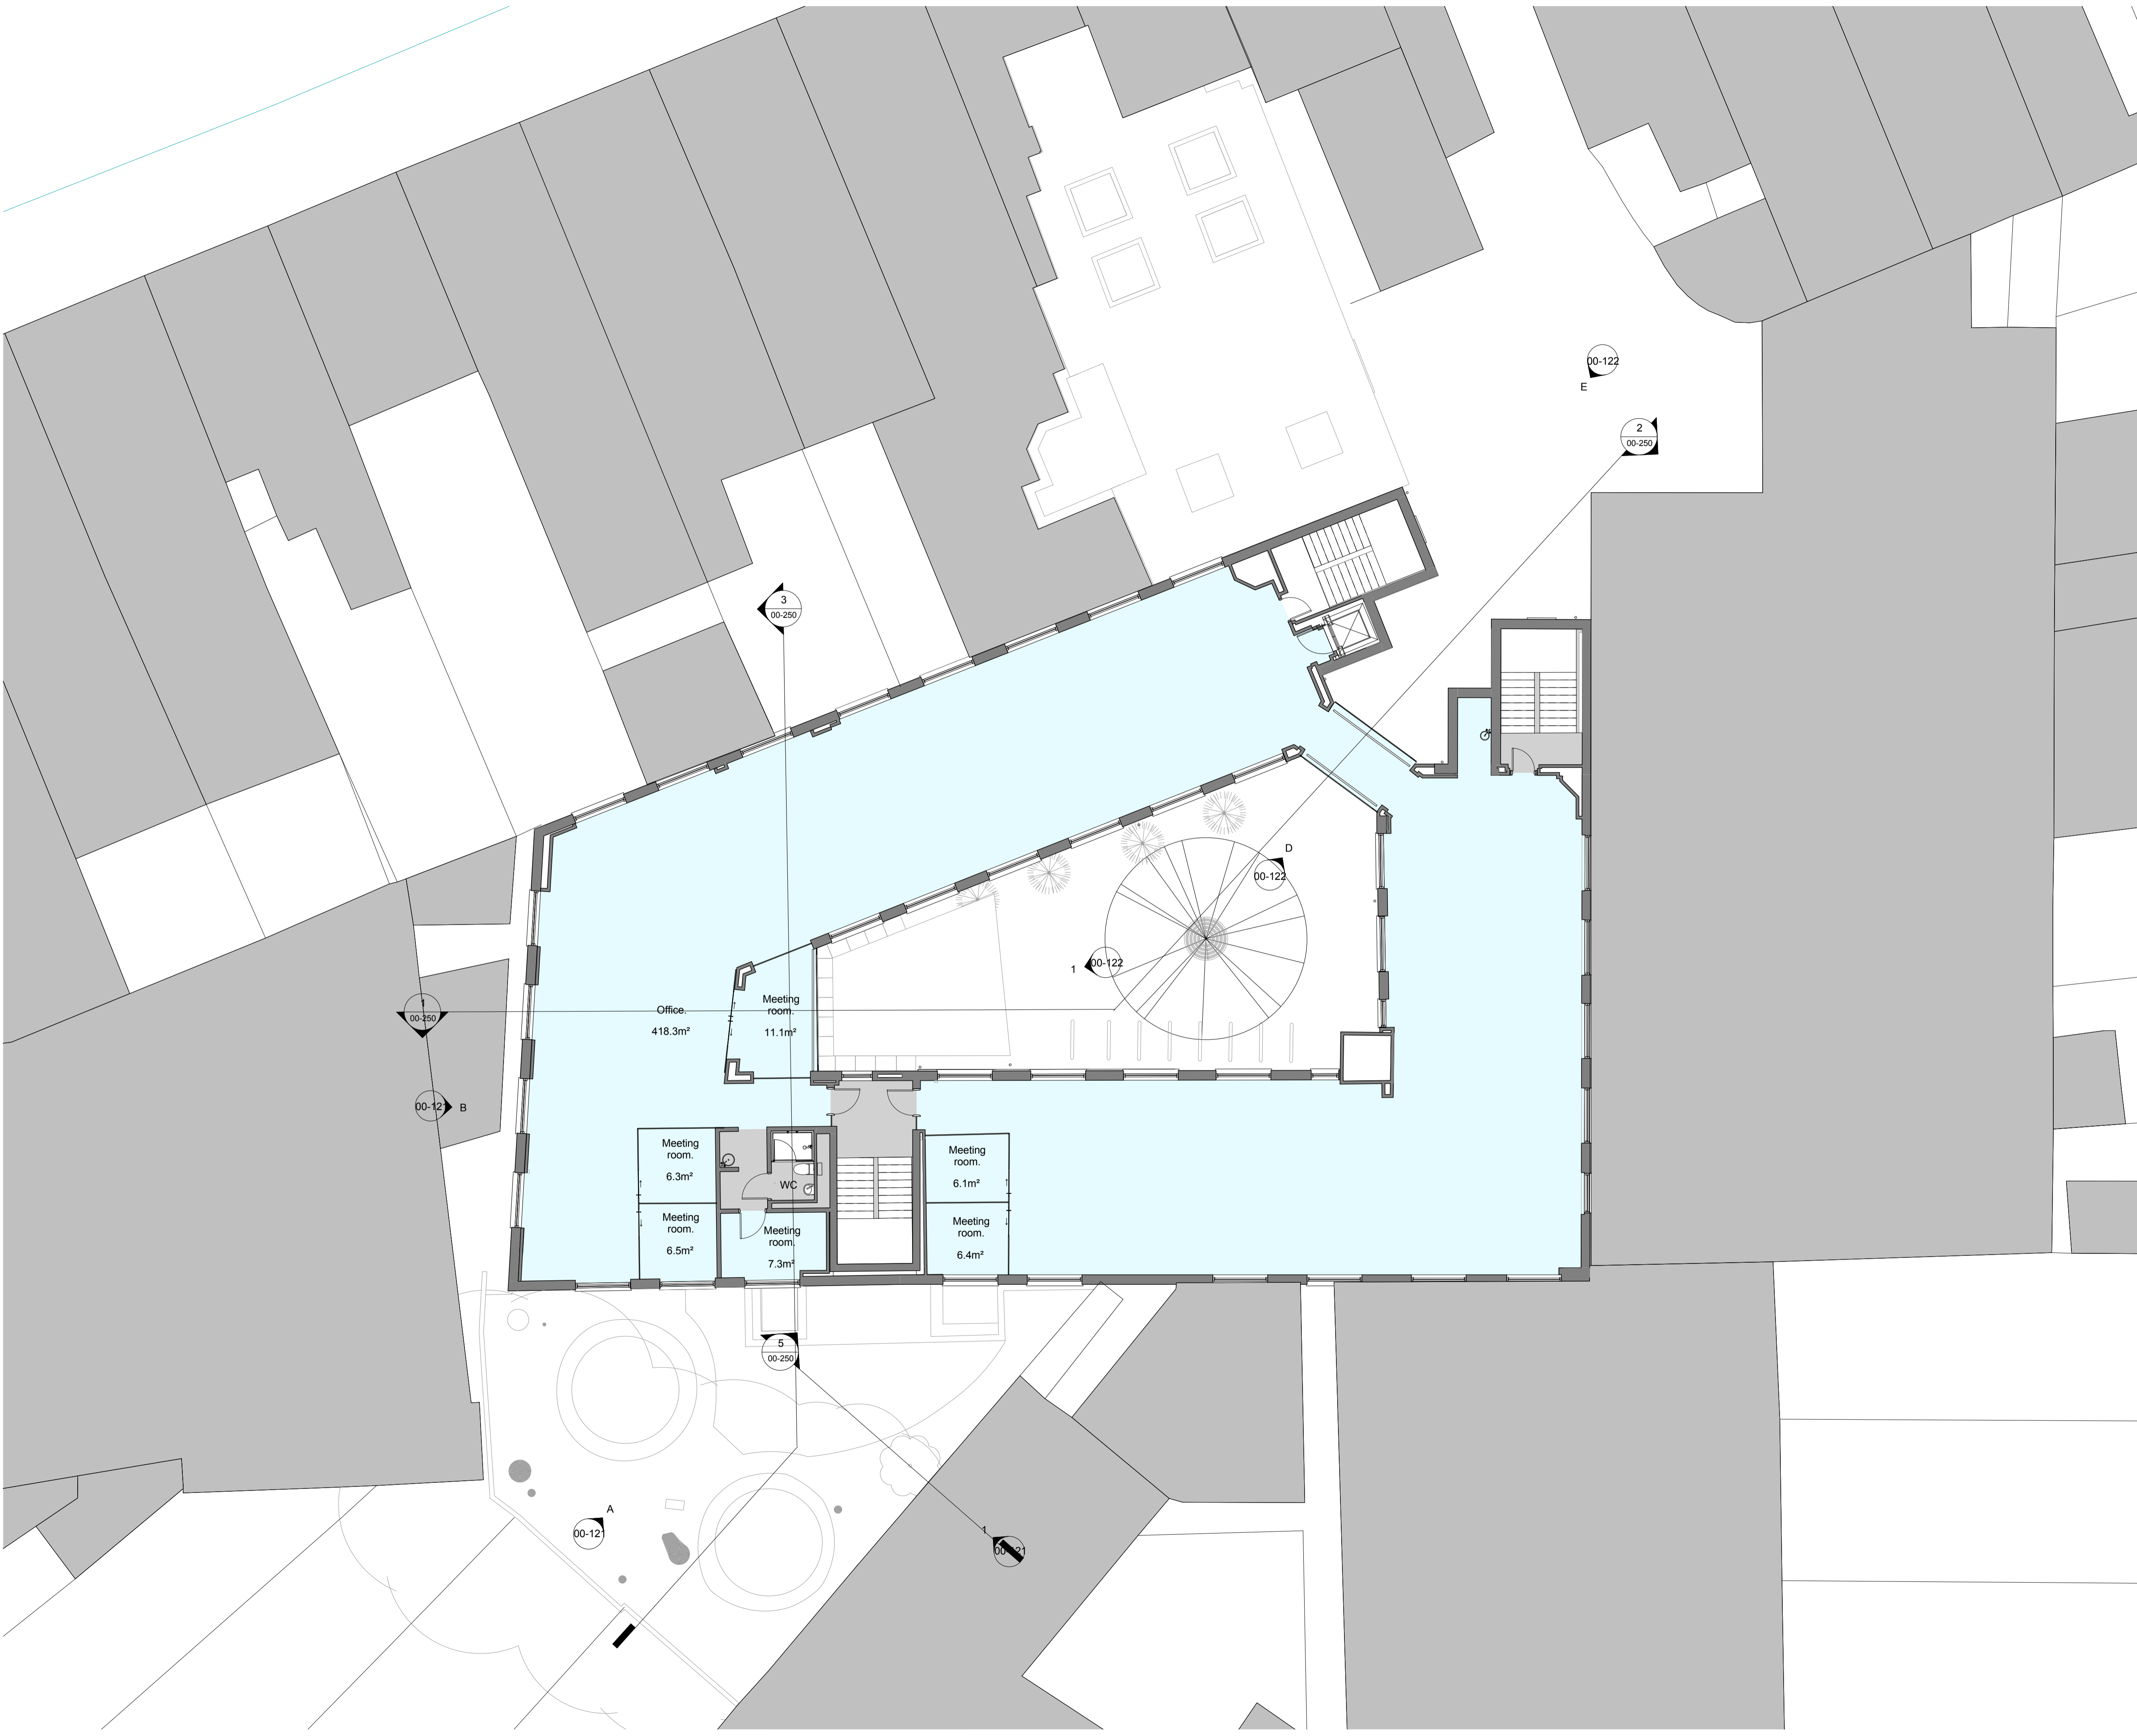 00-122
E
2
00-250
3
00-250
D
00-122
1
00-122
Office.
418.3m²
Meeting
room.
11.1m²
1
00-250
00-121
B
Meeting
room.
6.3m²
WC
Meeting
room.
6.1m²
Meeting
room.
6.5m²
Meeting
room.
7.3m²
Meeting
room.
6.4m²
5
00-250
A
00-121
1
00-121